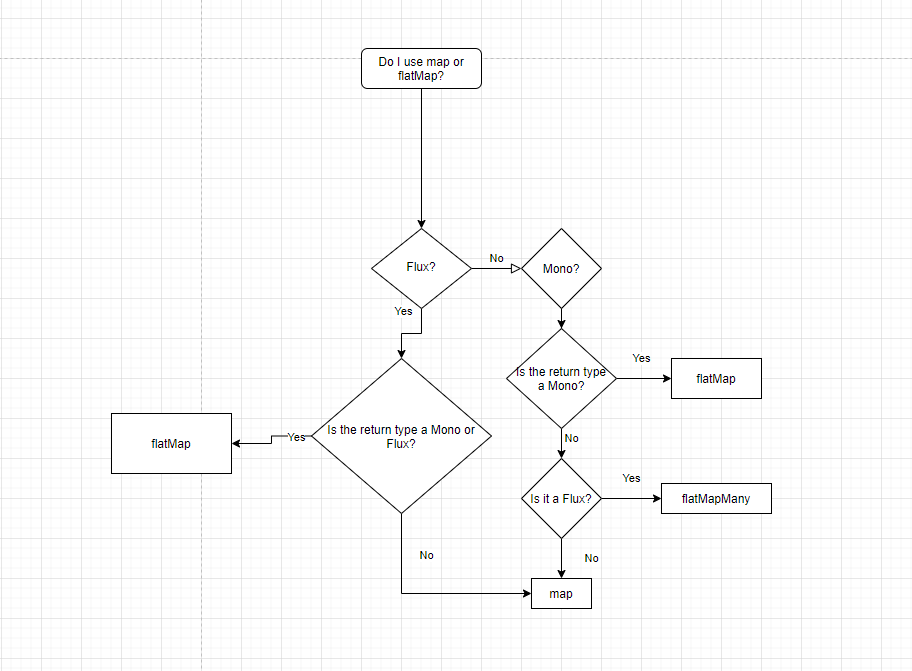 Do I use map or
flatMap?
Flux?
No
Mono?
Yes
Is the return type
a Mono?
Yes
flatMap
flatMap
Yes
Is the return type a Mono or
Flux?
No
Is it a Flux?
Yes
flatMapMany
No
No
map